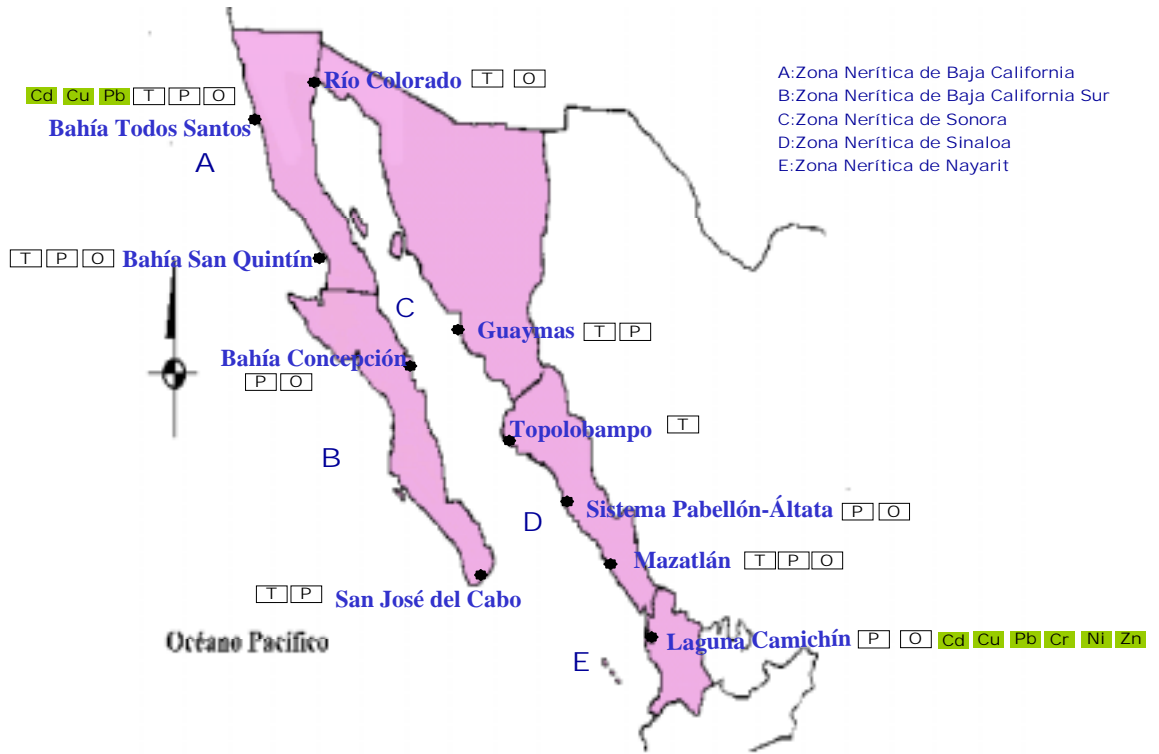 A:Zona Nerítica de Baja California
B:Zona Nerítica de Baja California Sur
C:Zona Nerítica de Sonora
D:Zona Nerítica de Sinaloa
E:Zona Nerítica de Nayarit
Río Colorado T O
Cd Cu Pb T P O
Bahía Todos Santos
A
T P O Bahía San Quintín
C
Guaymas T P
Bahía Concepción
P O
Topolobampo T
B
Sistema Pabellón-Áltata P O
D
Mazatlán T P O
T P San José del Cabo
Océano Pacífico
Laguna Camichín P O Cd Cu Pb Cr Ni Zn
E